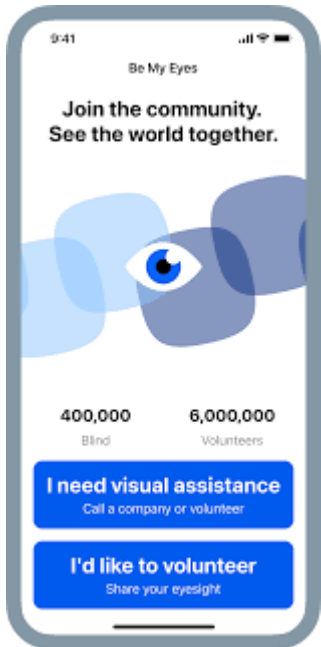 9:41
Be My Eyes
Join the community.
See the world together.
400,000 6,000,000
Blind Volunteers
I need visual assistance
Call a company or volunteer
I'd like to volunteer
Share your eyesight